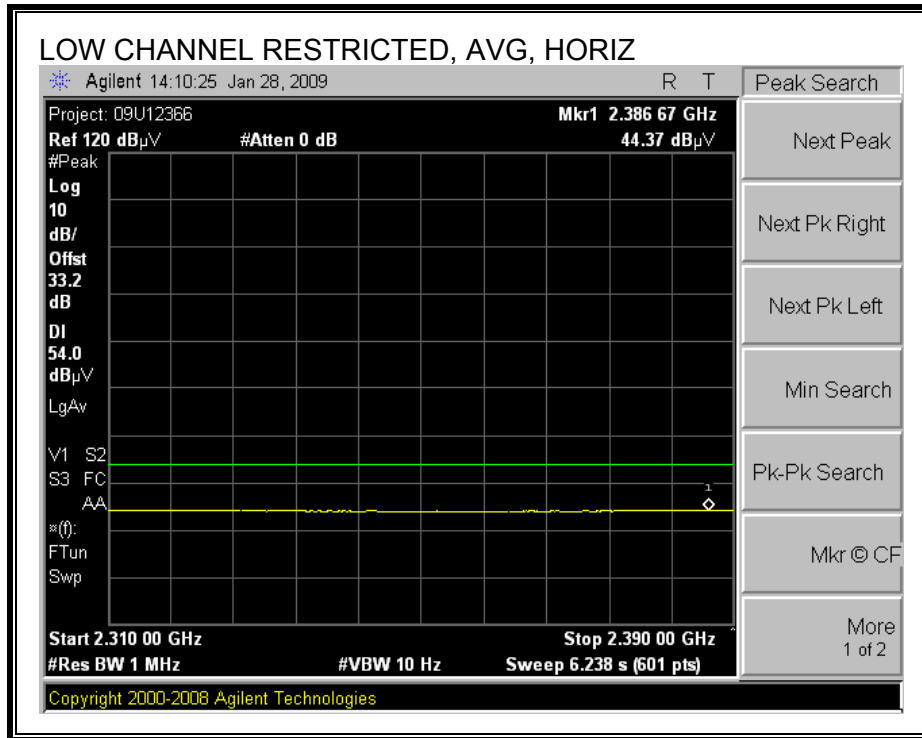 LOW CHANNEL RESTRICTED, AVG, HORIZ
Agilent 14:10:25 Jan 28, 2009 R T
Peak Search
Project: 09U12366
Mkr1 2.386 67 GHz
Ref 120 dBµV #Atten 0 dB 44.37 dBµV
#Peak
Log
10
dB/
Offst
33.2
dB
DI
54.0
dBµV
LgAv
V1 S2
S3 FC
AA
¤(f):
FTun
Swp
1
Start 2.310 00 GHz Stop 2.390 00 GHz
#Res BW 1 MHz #VBW 10 Hz Sweep 6.238 s (601 pts)
Next Peak
Next Pk Right
Next Pk Left
Min Search
Pk-Pk Search
Mkr © CF
More
1 of 2
Copyright 2000-2008 Agilent Technologies